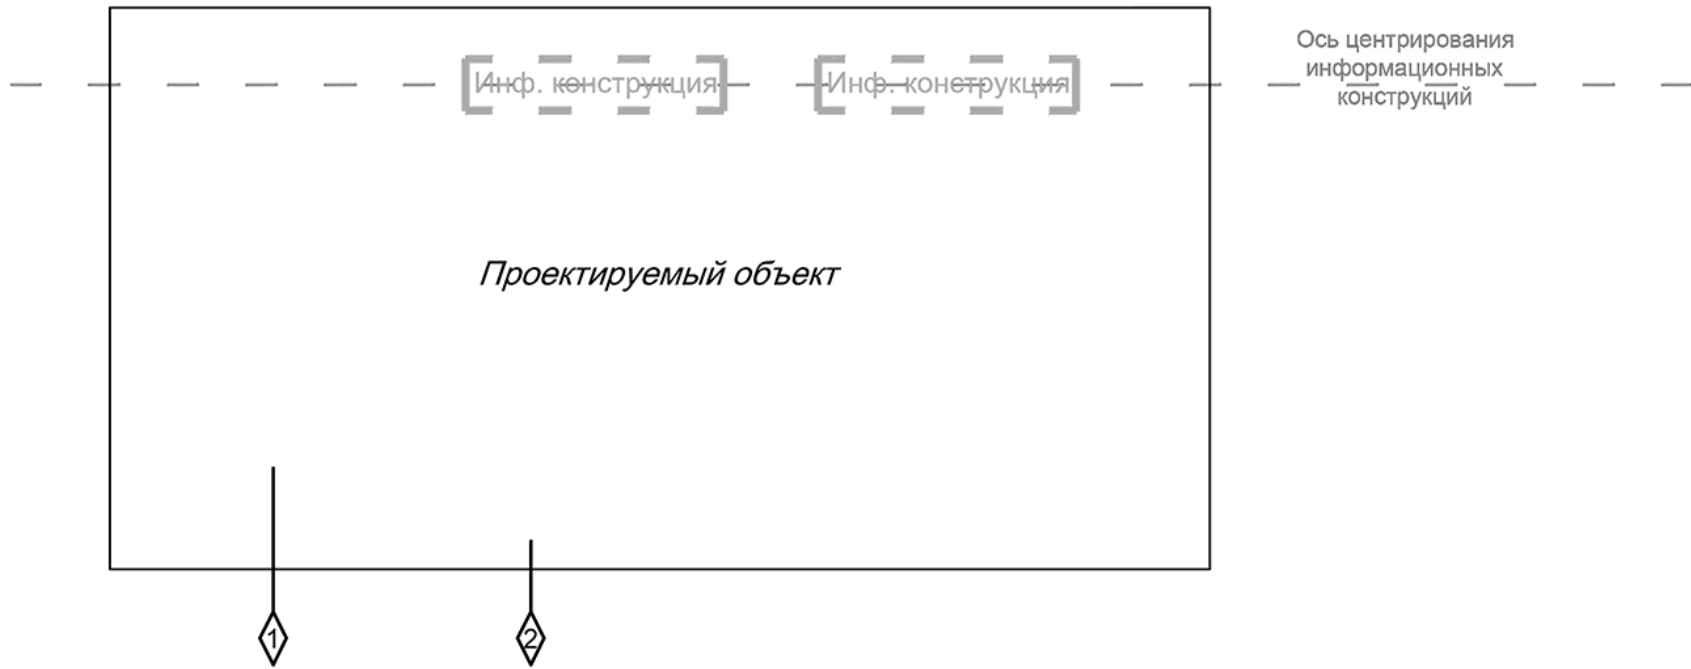 Ось центрирования
информационных
конструкций
Инф. конструкция
Инф. конструкция
Проектируемый объект
1
2